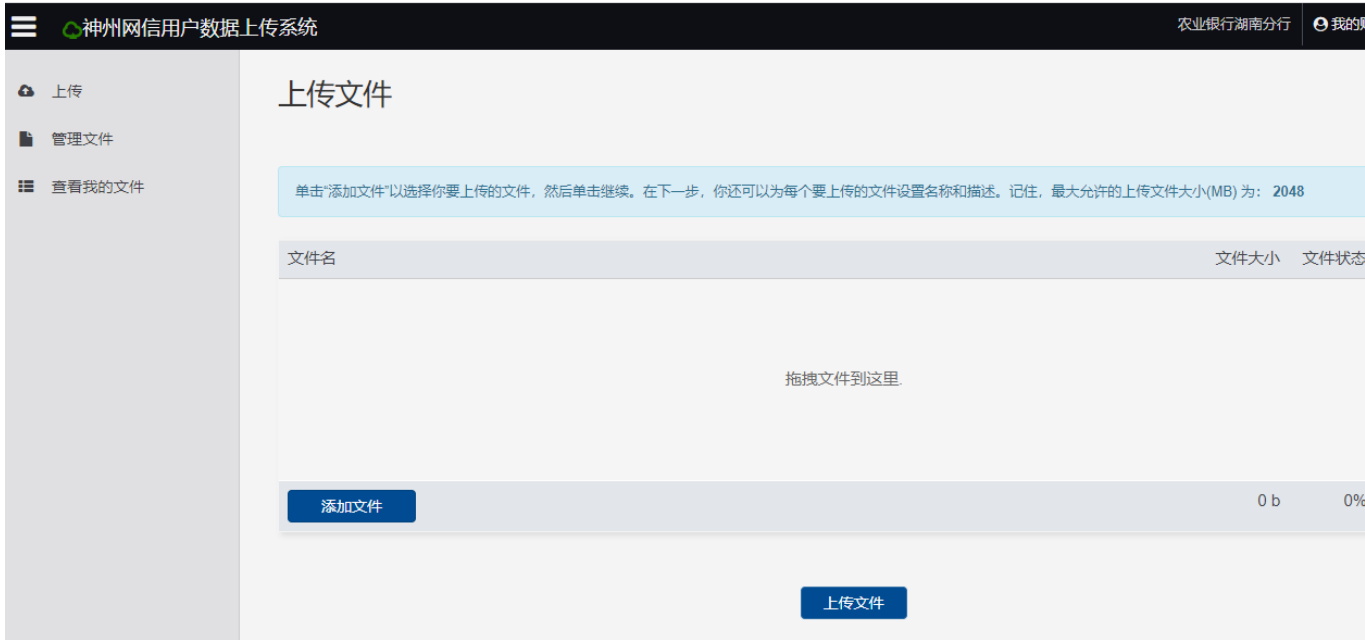 神州网信用户数据上传系统
农业银行湖南分行
我的
上传
管理文件
查看我的文件
上传文件
单击“添加文件”以选择你要上传的文件，然后单击继续。在下一步，你还可以为每个要上传的文件设置名称和描述。记住，最大允许的上传文件大小(MB) 为： 2048
文件名 文件大小 文件状态
拖拽文件到这里.
添加文件 0 b 0%
上传文件